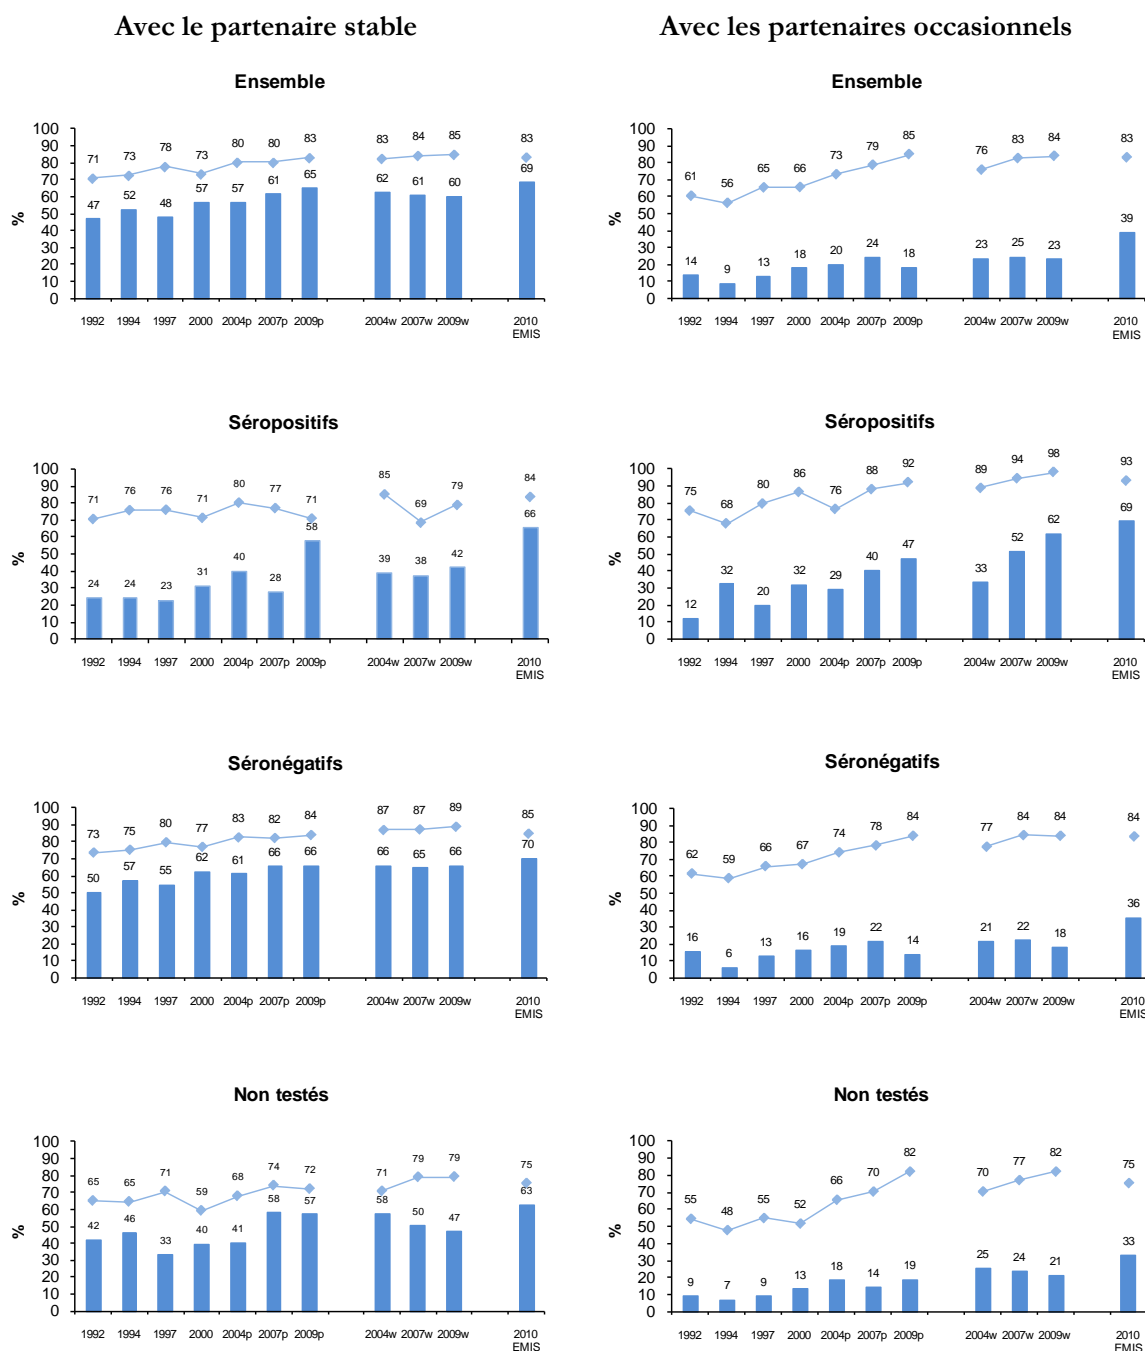 Avec le partenaire stable
Avec les partenaires occasionnels
Ensemble
%
100
90
80
70
60
50
40
30
20
10
0
71 73 78 73 80 80 83 83 84 85 83
47 52 48 57 57 61 65 62 61 60 69
1992 1994 1997 2000 2004p 2007p 2009p 2004w 2007w 2009w 2010 EMIS
Ensemble
%
100
90
80
70
60
50
40
30
20
10
0
61 56 65 66 73 79 85 76 83 84 83
14 9 13 18 20 24 18 23 25 23 39
1992 1994 1997 2000 2004p 2007p 2009p 2004w 2007w 2009w 2010 EMIS
Séropositifs
%
100
90
80
70
60
50
40
30
20
10
0
71 76 76 71 80 77 71 85 69 79 84
24 24 23 31 40 28 58 39 38 42 66
1992 1994 1997 2000 2004p 2007p 2009p 2004w 2007w 2009w 2010 EMIS
Séropositifs
%
100
90
80
70
60
50
40
30
20
10
0
75 68 80 86 76 88 92 89 94 98 93
12 32 20 32 29 40 47 33 52 62 69
1992 1994 1997 2000 2004p 2007p 2009p 2004w 2007w 2009w 2010 EMIS
Séronégatifs
%
100
90
80
70
60
50
40
30
20
10
0
73 75 80 77 83 82 84 87 87 89 85
50 57 55 62 61 66 66 66 65 66 70
1992 1994 1997 2000 2004p 2007p 2009p 2004w 2007w 2009w 2010 EMIS
Séronégatifs
%
100
90
80
70
60
50
40
30
20
10
0
62 59 66 67 74 78 84 77 84 84 84
16 6 13 16 19 22 14 21 22 18 36
1992 1994 1997 2000 2004p 2007p 2009p 2004w 2007w 2009w 2010 EMIS
Non testés
%
100
90
80
70
60
50
40
30
20
10
0
65 65 71 59 68 74 72 71 79 79 75
42 46 33 40 41 58 57 58 50 47 63
1992 1994 1997 2000 2004p 2007p 2009p 2004w 2007w 2009w 2010 EMIS
Non testés
%
100
90
80
70
60
50
40
30
20
10
0
55 48 55 52 66 70 82 70 77 82 75
9 7 9 13 18 14 19 25 24 21 33
1992 1994 1997 2000 2004p 2007p 2009p 2004w 2007w 2009w 2010 EMIS